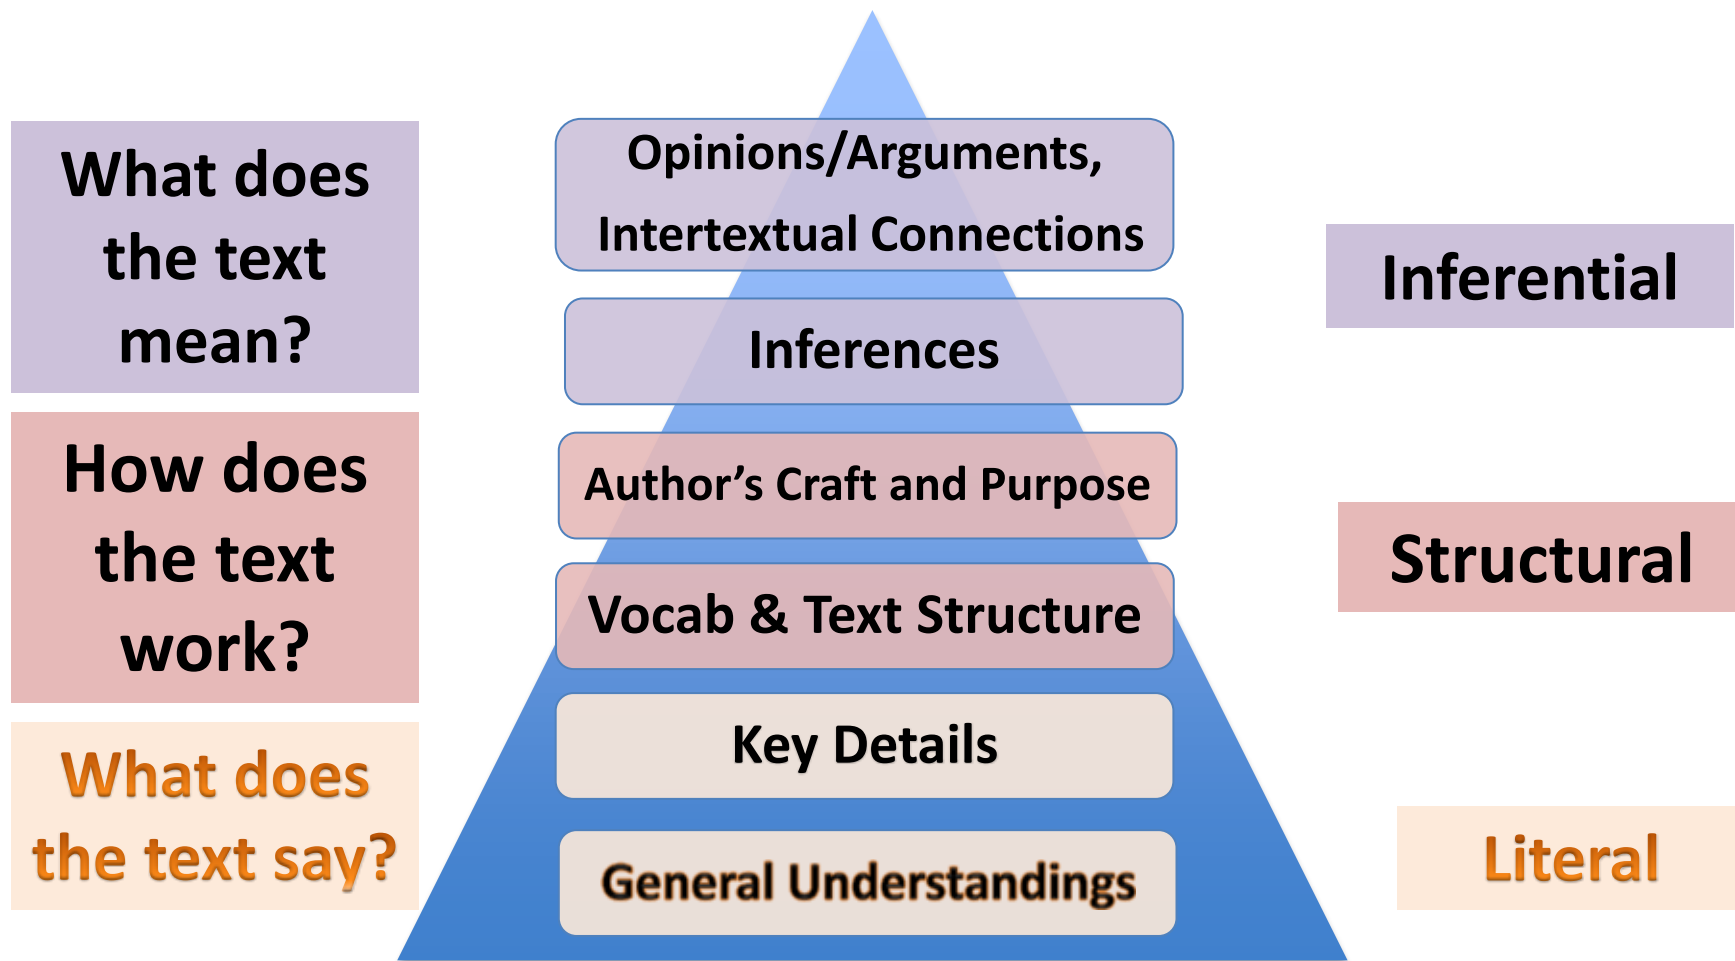 What does
the text
mean?
How does
the text
work?
What does
the text say?
Opinions/Arguments,
Intertextual Connections
Inferences
Author’s Craft and Purpose
Vocab & Text Structure
Key Details
General Understandings
Inferential
Structural
Literal